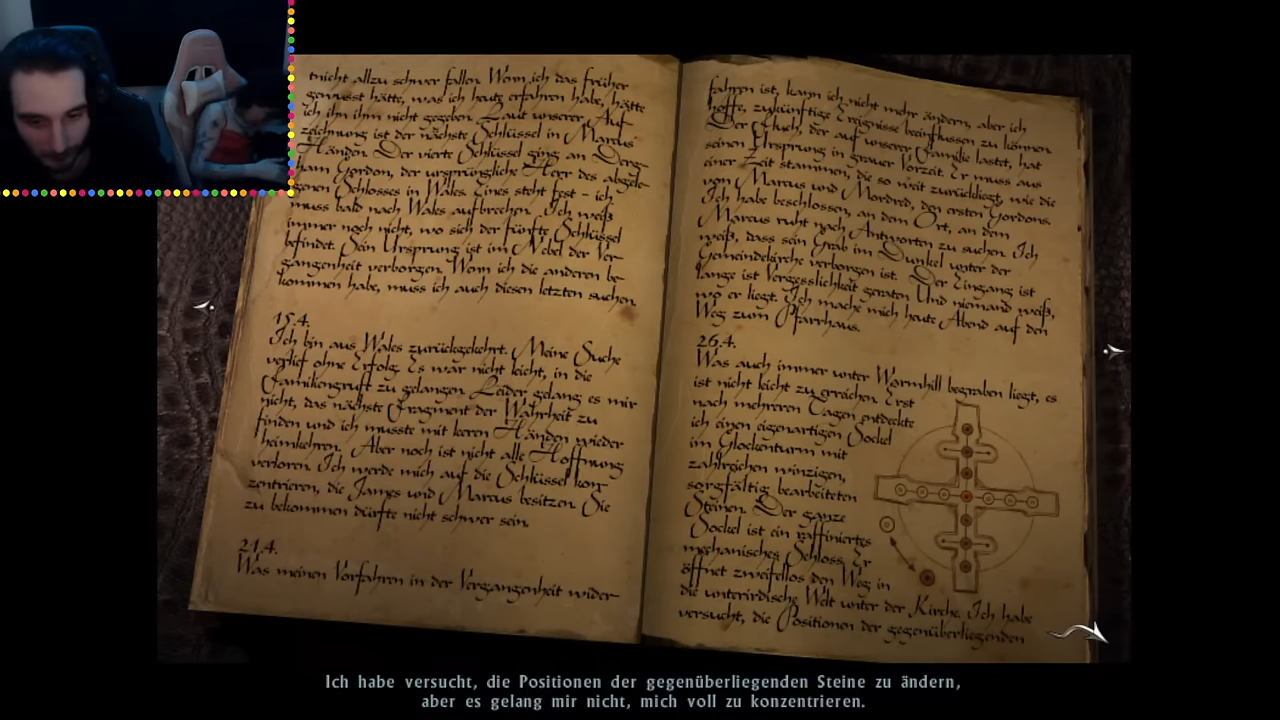 nicht allzu schwer fallen. Wenn ich das früher
gewusst hätte, was ich heute erfahren habe, hätte
ich ihn ihm nicht gegeben. Laut unserer Auf-
zeichnung ist der nächste Schlüssel in Marcus'
Händen. Der vierte Schlüssel ging an Derg-
ham Gordon, der ursprüngliche Herr des abgele-
genen Schlosses in Wales. Eines steht fest - ich
muss bald nach Wales aufbrechen. Ich weiß
immer noch nicht, wo sich der fünfte Schlüssel
befindet. Sein Ursprung ist im Nebel der Ver-
gangenheit verborgen. Wenn ich die anderen be-
kommen habe, muss ich auch diesen letzten suchen.
15.4.
Ich bin aus Wales zurückgekehrt. Meine Suche
verlief ohne Erfolg. Es war nicht leicht, in die
Familiengruft zu gelangen. Leider gelang es mir
nicht, das nächste Fragment der Wahrheit zu
finden und ich musste mit leeren Händen wieder
heimkehren. Aber noch ist nicht alle Hoffnung
verloren. Ich werde mich auf die Schlüssel kon-
zentrieren, die James und Marcus besitzen. Sie
zu bekommen dürfte nicht schwer sein.
21.4.
Was meinen Vorfahren in der Vergangenheit wider-
fahren ist, kann ich nicht mehr ändern, aber ich
hoffe, zukünftige Ereignisse beeinflussen zu können.
Der Fluch, der auf unserer Familie lastet, hat
seinen Ursprung in grauer Vorzeit. Er muss aus
einer Zeit stammen, die so weit zurückliegt, wie die
von Marcus und Mordred, den ersten Gordons.
Ich habe beschlossen, an dem Ort, an dem
Marcus ruht nach Antworten zu suchen. Ich
weiß, dass sein Grab im Dunkel unter der
Gemeindekirche verborgen ist. Der Eingang ist
lange ist Vergesslichkeit geraten Und niemand weiß,
wo er liegt. Ich mache mich heute Abend auf den
Weg zum Pfarrhaus.
26.4.
Was auch immer unter Warmhill begraben liegt, es
ist nicht leicht zu erreichen. Erst
nach mehreren Tagen entdeckte
ich einen eigenartigen Sockel
im Glockenturm mit
zahlreichen winzigen,
sorgfältig bearbeiteten
Steinen. Der ganze
Sockel ist ein raffiniertes
mechanisches Schloss. Er
öffnet zweifellos den Weg in
die unterirdische Welt unter der Kirche. Ich habe
versucht, die Positionen der gegenüberliegenden
Ich habe versucht, die Positionen der gegenüberliegenden Steine zu ändern,
aber es gelang mir nicht, mich voll zu konzentrieren.